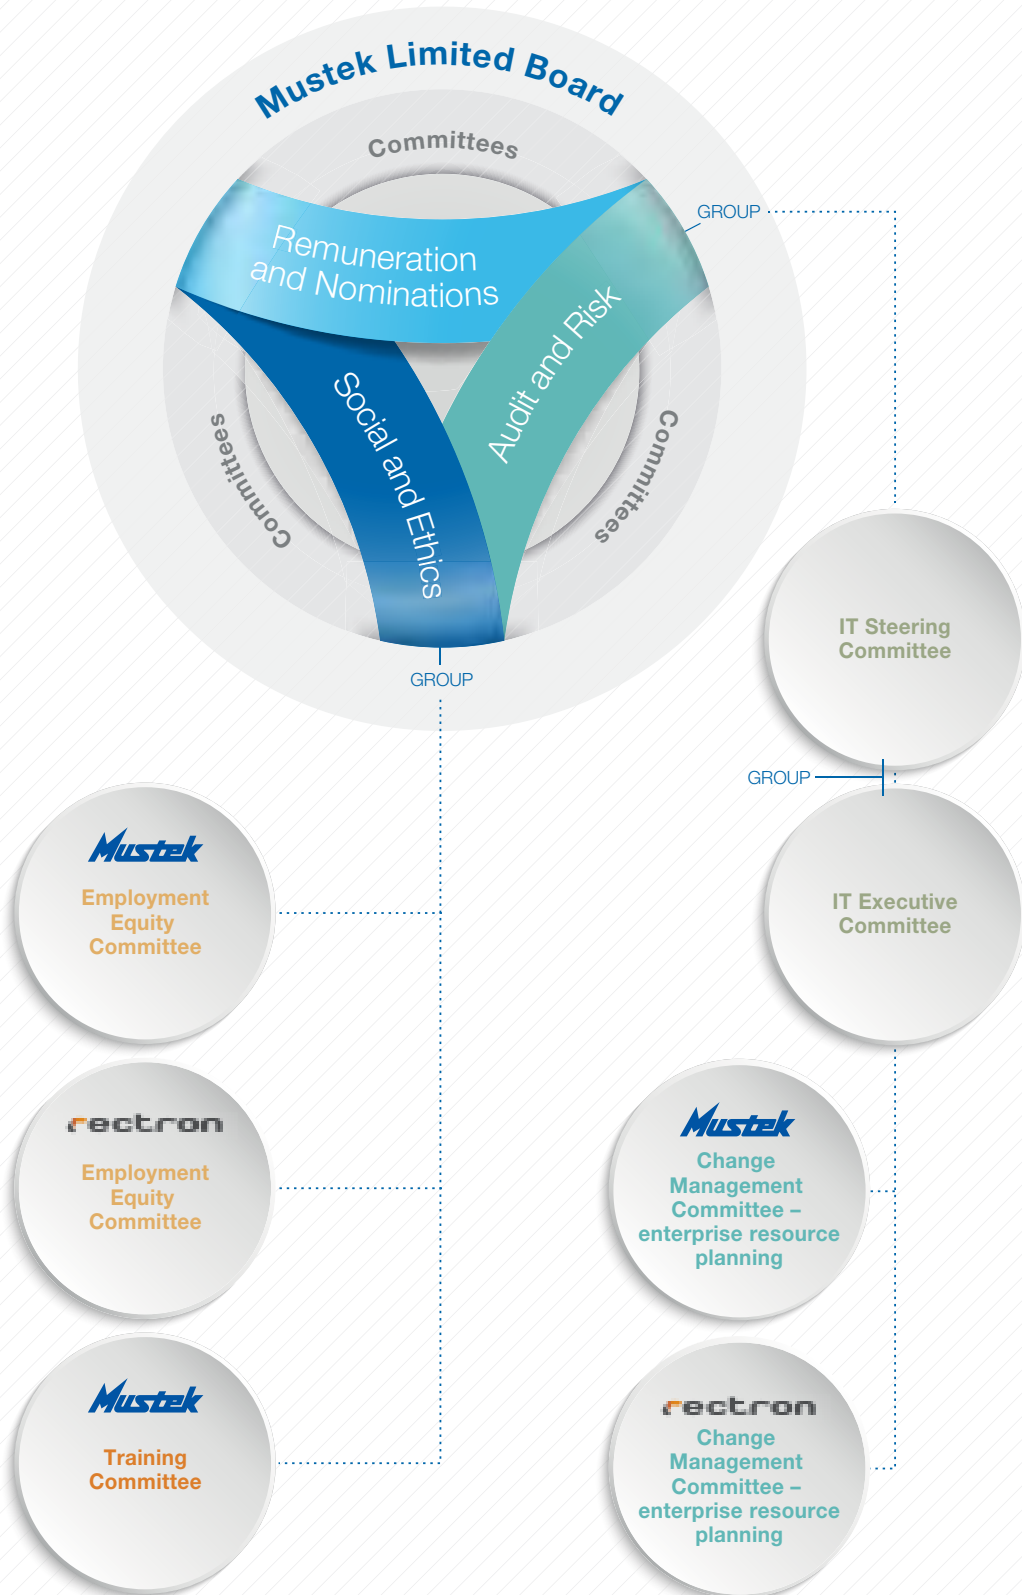 Mustek Limited Board
Committees
Remuneration
and Nominations
Audit and Risk
Social and Ethics
Committees
Committees
GROUP
GROUP
IT Steering
Committee
GROUP
IT Executive
Committee
Mustek
Employment
Equity
Committee
rectron
Employment
Equity
Committee
Mustek
Training
Committee
Mustek
Change
Management
Committee –
enterprise resource
planning
rectron
Change
Management
Committee –
enterprise resource
planning